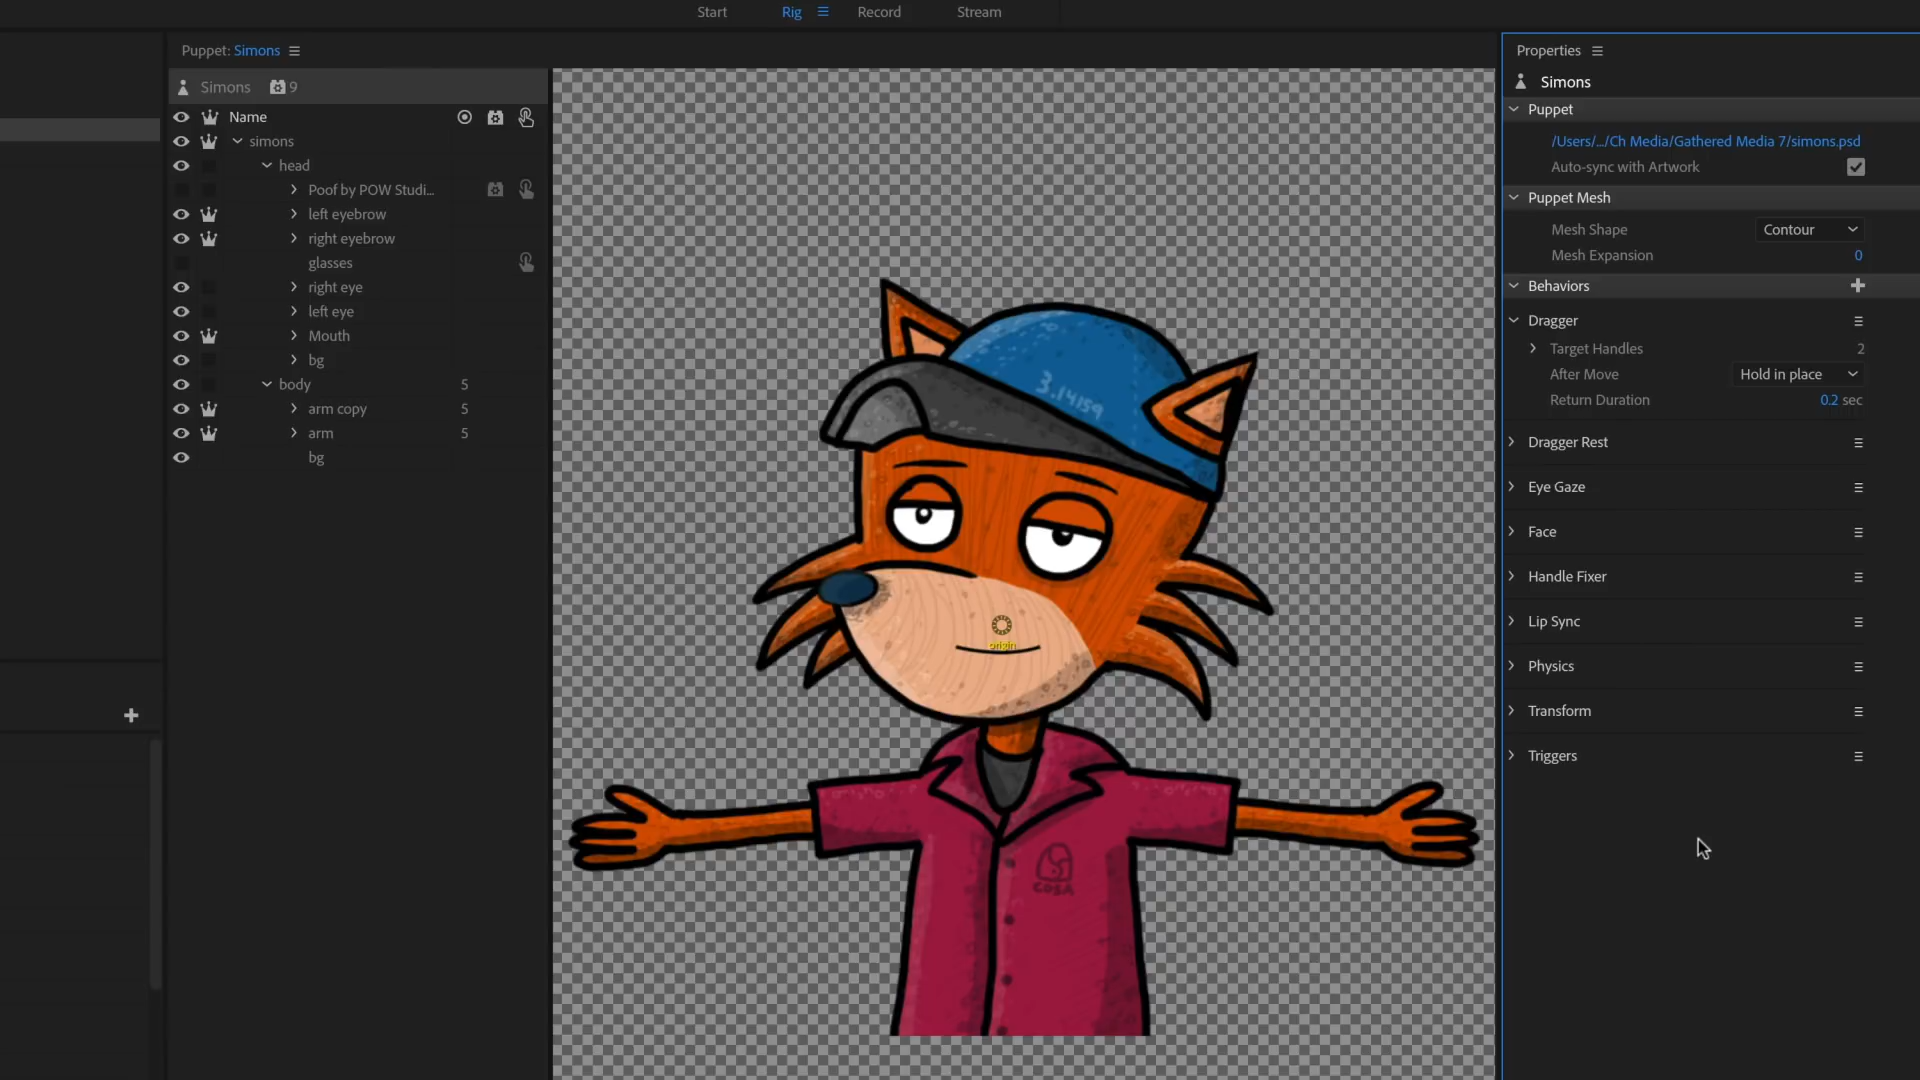 Start
Rig
Record
Stream
Puppet: Simons
Simons 9
Name
simons
head
Poof by POW Studi...
left eyebrow
right eyebrow
glasses
right eye
left eye
Mouth
bg
body 5
arm copy 5
arm 5
bg
3.14159
origin
COSA
Properties
Simons
Puppet
/Users/.../Ch Media/Gathered Media 7/simons.psd
Auto-sync with Artwork
Puppet Mesh
Mesh Shape Contour
Mesh Expansion 0
Behaviors
Dragger
Target Handles 2
After Move Hold in place
Return Duration 0.2 sec
Dragger Rest
Eye Gaze
Face
Handle Fixer
Lip Sync
Physics
Transform
Triggers